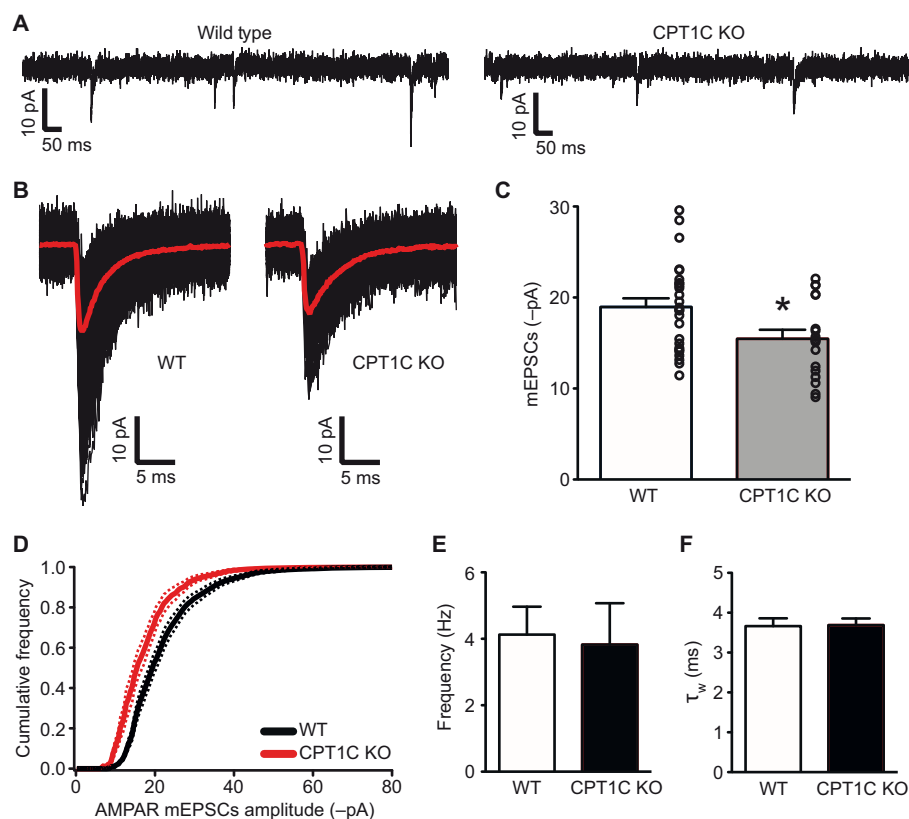 A
Wild type
CPT1C KO
10 pA
50 ms
10 pA
50 ms
B
WT
CPT1C KO
10 pA
5 ms
10 pA
5 ms
C
mEPSCs (–pA)
30
20
10
0
*
WT
CPT1C KO
D
Cumulative frequency
1.0
0.8
0.6
0.4
0.2
0.0
WT
CPT1C KO
0
20
40
60
80
AMPAR mEPSCs amplitude (–pA)
E
Frequency (Hz)
6
4
2
0
WT
CPT1C KO
F
τw (ms)
5
4
3
2
1
0
WT
CPT1C KO